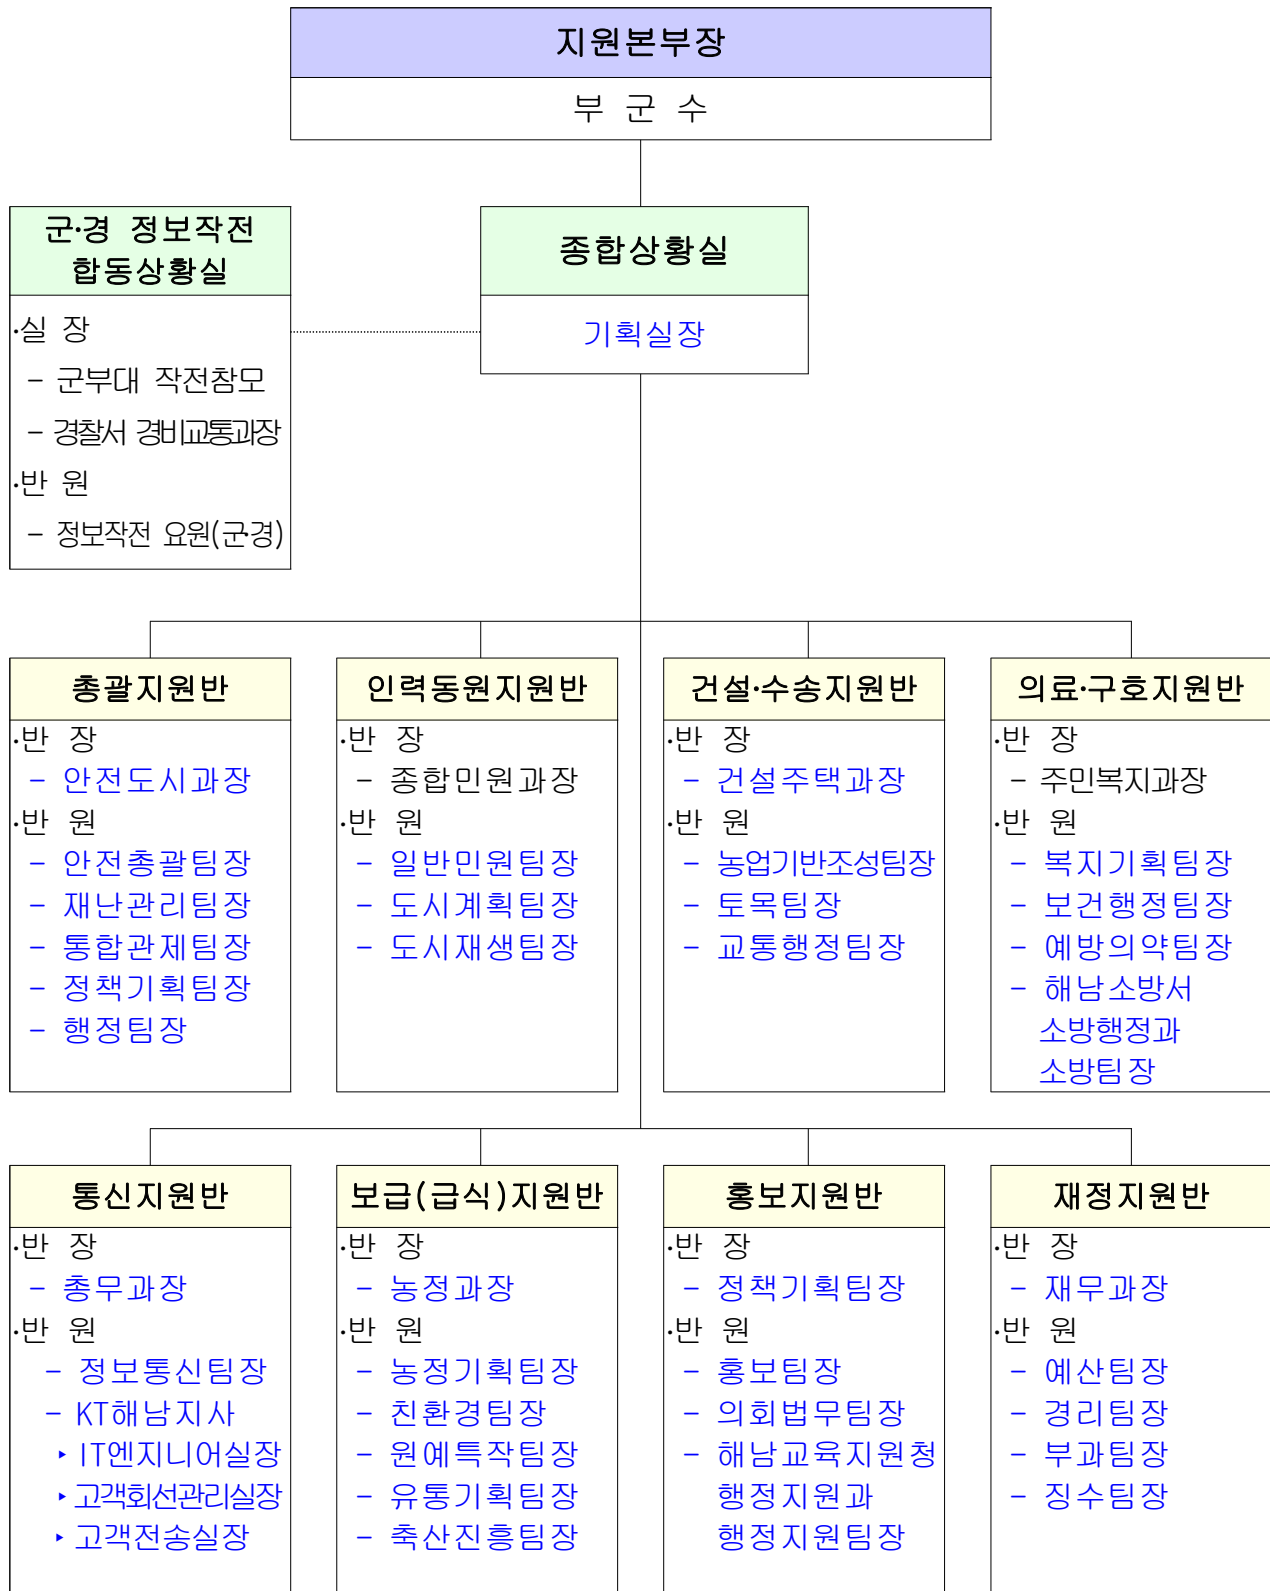 지원본부장
부 군 수
군·경 정보작전
합동상황실
·실 장
- 군부대 작전참모
- 경찰서 경비교통과장
·반 원
- 정보작전 요원(군경)
종합상황실
기획실장
총괄지원반
·반 장
- 안전도시과장
·반 원
- 안전총괄팀장
- 재난관리팀장
- 통합관제팀장
- 정책기획팀장
- 행정팀장
인력동원지원반
·반 장
- 종합민원과장
·반 원
- 일반민원팀장
- 도시계획팀장
- 도시재생팀장
건설·수송지원반
·반 장
- 건설주택과장
·반 원
- 농업기반조성팀장
- 토목팀장
- 교통행정팀장
의료·구호지원반
·반 장
- 주민복지과장
·반 원
- 복지기획팀장
- 보건행정팀장
- 예방의약팀장
- 해남소방서
소방행정과
소방팀장
통신지원반
·반 장
- 총무과장
·반 원
- 정보통신팀장
- KT해남지사
‣ IT엔지니어실장
‣ 고객회선관리실장
‣ 고객전송실장
보급(급식)지원반
·반 장
- 농정과장
·반 원
- 농정기획팀장
- 친환경팀장
- 원예특작팀장
- 유통기획팀장
- 축산진흥팀장
홍보지원반
·반 장
- 정책기획팀장
·반 원
- 홍보팀장
- 의회법무팀장
- 해남교육지원청
행정지원과
행정지원팀장
재정지원반
·반 장
- 재무과장
·반 원
- 예산팀장
- 경리팀장
- 부과팀장
- 징수팀장